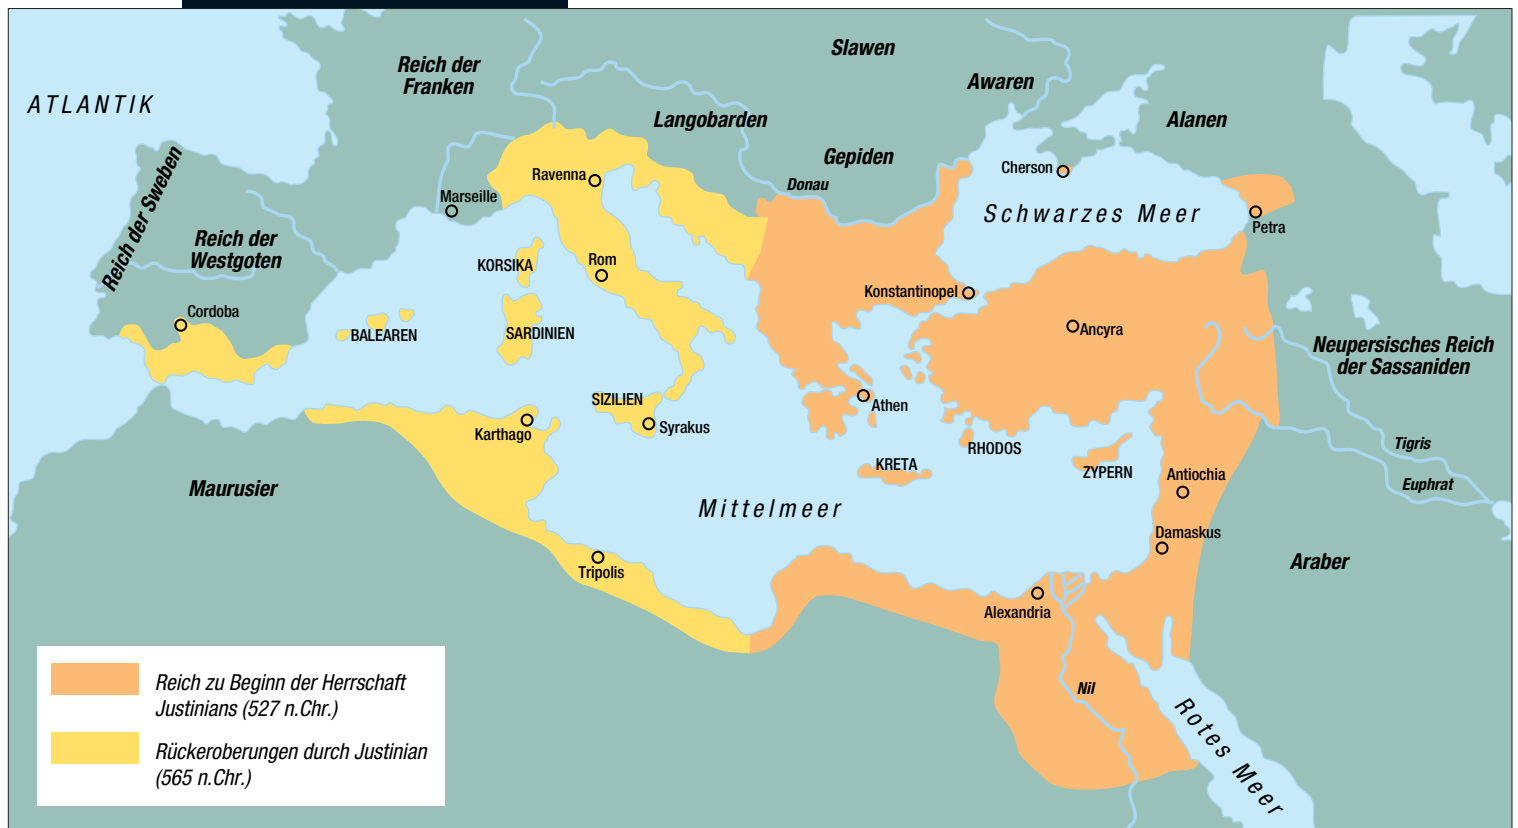 ATLANTIK
Reich der
Franken
Slawen
Awaren
Langobarden
Alanen
Gepiden
Donau
Cherson
Ravenna
Marseille
Reich der Sweben
Reich der
Westgoten
Schwarzes Meer
Petra
KORSIKA
Rom
Konstantinopel
Cordoba
BALEAREN
SARDINIEN
Ancyra
Neupersisches Reich
der Sassaniden
SIZILIEN
Athen
Karthago
Syrakus
RHODOS
Tigris
KRETA
ZYPERN
Antiochia
Euphrat
Maurusier
Mittelmeer
Damaskus
Araber
Tripolis
Alexandria
Nil
Rotes Meer
Reich zu Beginn der Herrschaft
Justinians (527 n.Chr.)
Rückeroberungen durch Justinian
(565 n.Chr.)